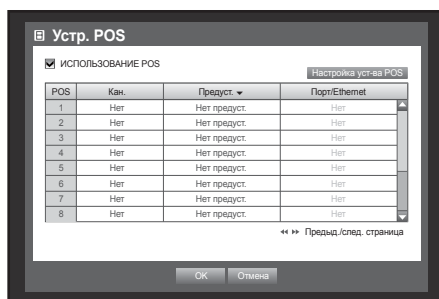 Устр. POS
ИСПОЛЬЗОВАНИЕ POS
Настройка уст-ва POS
POS Кан. Предуст. Порт/Ethernet
1 Нет Нет предуст. Нет
2 Нет Нет предуст. Нет
3 Нет Нет предуст. Нет
4 Нет Нет предуст. Нет
5 Нет Нет предуст. Нет
6 Нет Нет предуст. Нет
7 Нет Нет предуст. Нет
8 Нет Нет предуст. Нет
Предыд./след. страница
OK Отмена